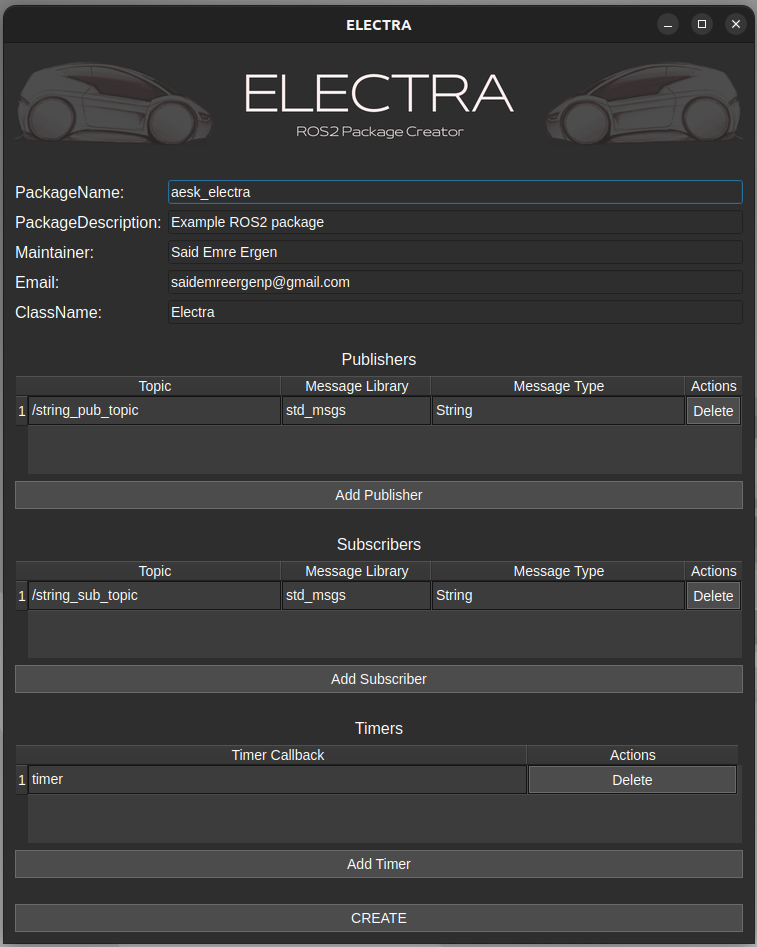 ELECTRA
ELECTRA
ROS2 Package Creator
PackageName: aesk_electra
PackageDescription: Example ROS2 package
Maintainer: Said Emre Ergen
Email: saidemreergenp@gmail.com
ClassName: Electra
Publishers
Topic Message Library Message Type Actions
1 /string_pub_topic std_msgs String Delete
Add Publisher
Subscribers
Topic Message Library Message Type Actions
1 /string_sub_topic std_msgs String Delete
Add Subscriber
Timers
Timer Callback Actions
1 timer Delete
Add Timer
CREATE